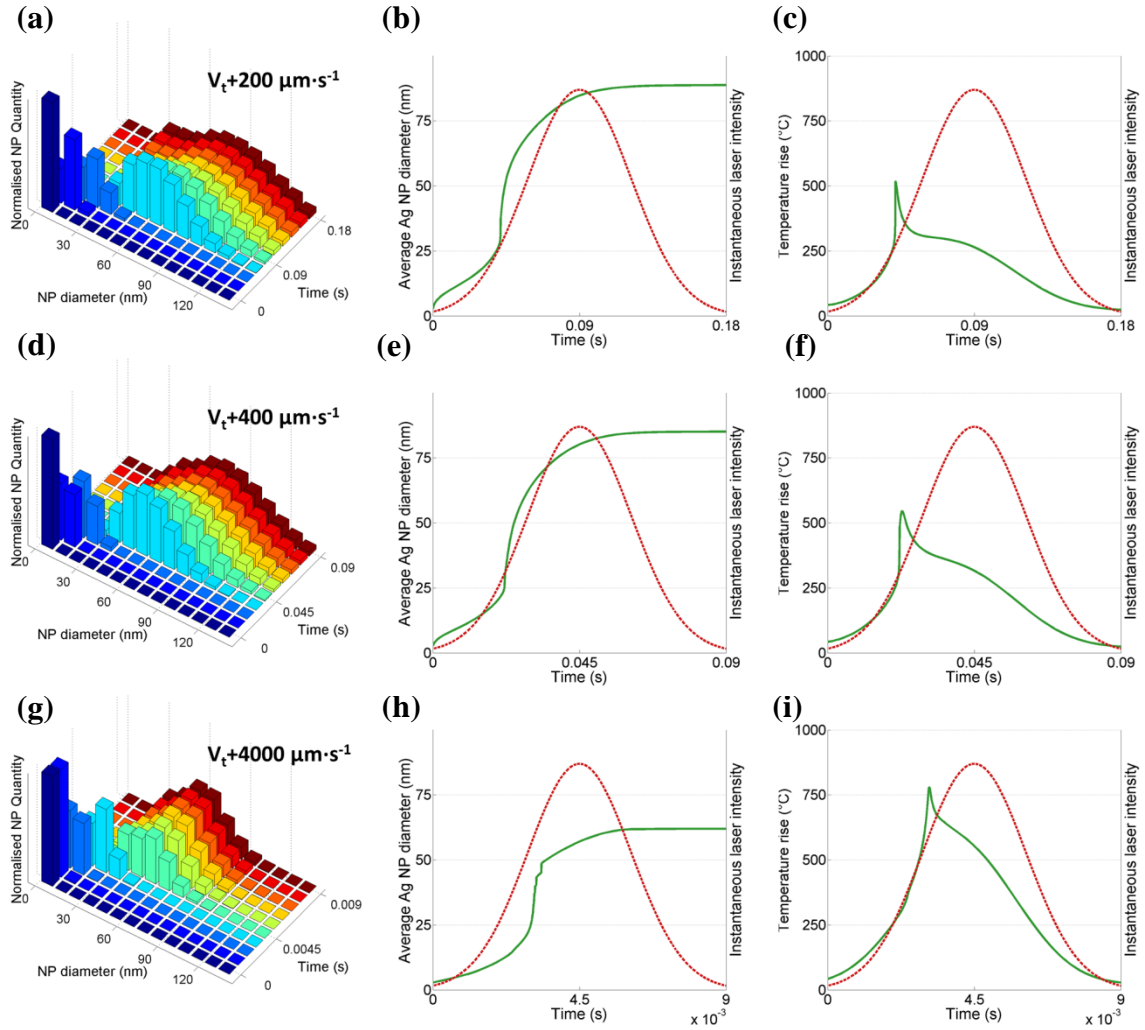 (a)
V_t+200 µm·s⁻¹
Normalised NP Quantity
0
30
60
90
120
NP diameter (nm)
0
0.09
0.18
Time (s)
(b)
Average Ag NP diameter (nm)
75
50
25
0
0
0.09
0.18
Time (s)
Instantaneous laser intensity
(c)
Temperature rise (°C)
1000
750
500
250
0
0
0.09
0.18
Time (s)
Instantaneous laser intensity
(d)
V_t+400 µm·s⁻¹
Normalised NP Quantity
0
30
60
90
120
NP diameter (nm)
0
0.045
0.09
Time (s)
(e)
Average Ag NP diameter (nm)
75
50
25
0
0
0.045
0.09
Time (s)
Instantaneous laser intensity
(f)
Temperature rise (°C)
1000
750
500
250
0
0
0.045
0.09
Time (s)
Instantaneous laser intensity
(g)
V_t+4000 µm·s⁻¹
Normalised NP Quantity
0
30
60
90
120
NP diameter (nm)
0
0.0045
0.009
Time (s)
(h)
Average Ag NP diameter (nm)
75
50
25
0
0
4.5
9
x 10⁻³
Time (s)
Instantaneous laser intensity
(i)
Temperature rise (°C)
1000
750
500
250
0
0
4.5
9
x 10⁻³
Time (s)
Instantaneous laser intensity